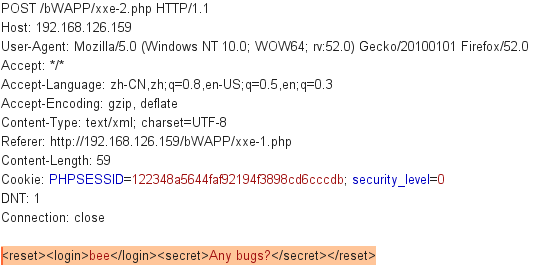 POST /bWAPP/xxe-2.php HTTP/1.1
Host: 192.168.126.159
User-Agent: Mozilla/5.0 (Windows NT 10.0; WOW64; rv:52.0) Gecko/20100101 Firefox/52.0
Accept: */*
Accept-Language: zh-CN,zh;q=0.8,en-US;q=0.5,en;q=0.3
Accept-Encoding: gzip, deflate
Content-Type: text/xml; charset=UTF-8
Referer: http://192.168.126.159/bWAPP/xxe-1.php
Content-Length: 59
Cookie: PHPSESSID=122348a5644faf92194f3898cd6cccdb; security_level=0
DNT: 1
Connection: close
<reset><login>bee</login><secret>Any bugs?</secret></reset>